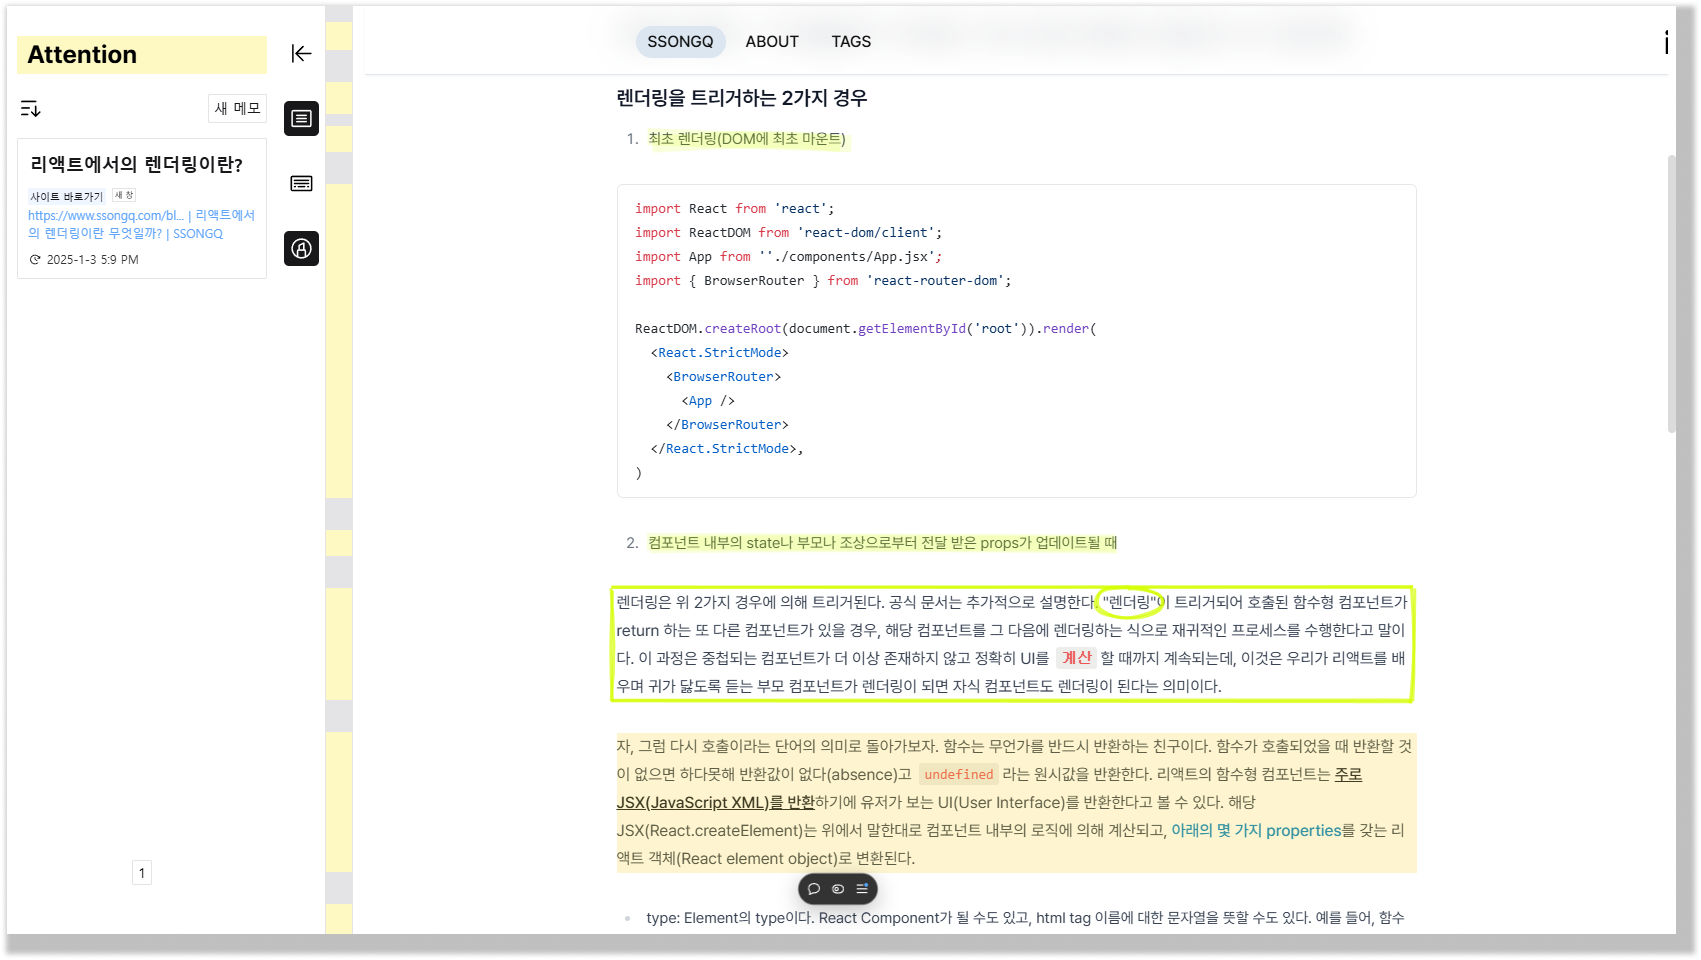 Attention
새 메모
리액트에서의 렌더링이란?
사이트 바로가기 새 창
https://www.ssongq.com/bl... | 리액트에서
의 렌더링이란 무엇일까? | SSONGQ
2025-1-3 5:9 PM
1
SSONGQ ABOUT TAGS
렌더링을 트리거하는 2가지 경우
1. 최초 렌더링(DOM에 최초 마운트)
import React from 'react';
import ReactDOM from 'react-dom/client';
import App from ''./components/App.jsx';
import { BrowserRouter } from 'react-router-dom';
ReactDOM.createRoot(document.getElementById('root')).render(
<React.StrictMode>
<BrowserRouter>
<App />
</BrowserRouter>
</React.StrictMode>,
)
2. 컴포넌트 내부의 state나 부모나 조상으로부터 전달 받은 props가 업데이트될 때
렌더링은 위 2가지 경우에 의해 트리거된다. 공식 문서는 추가적으로 설명한다. "렌더링"이 트리거되어 호출된 함수형 컴포넌트가
return 하는 또 다른 컴포넌트가 있을 경우, 해당 컴포넌트를 그 다음에 렌더링하는 식으로 재귀적인 프로세스를 수행한다고 말이
다. 이 과정은 중첩되는 컴포넌트가 더 이상 존재하지 않고 정확히 UI를 계산 할 때까지 계속되는데, 이것은 우리가 리액트를 배
우며 귀가 닳도록 듣는 부모 컴포넌트가 렌더링이 되면 자식 컴포넌트도 렌더링이 된다는 의미이다.
자, 그럼 다시 호출이라는 단어의 의미로 돌아가보자. 함수는 무언가를 반드시 반환하는 친구이다. 함수가 호출되었을 때 반환할 것
이 없으면 하다못해 반환값이 없다(absence)고 undefined 라는 원시값을 반환한다. 리액트의 함수형 컴포넌트는 주로
JSX(JavaScript XML)를 반환하기에 유저가 보는 UI(User Interface)를 반환한다고 볼 수 있다. 해당
JSX(React.createElement)는 위에서 말한대로 컴포넌트 내부의 로직에 의해 계산되고, 아래의 몇 가지 properties를 갖는 리
액트 객체(React element object)로 변환된다.
type: Element의 type이다. React Component가 될 수도 있고, html tag 이름에 대한 문자열을 뜻할 수도 있다. 예를 들어, 함수